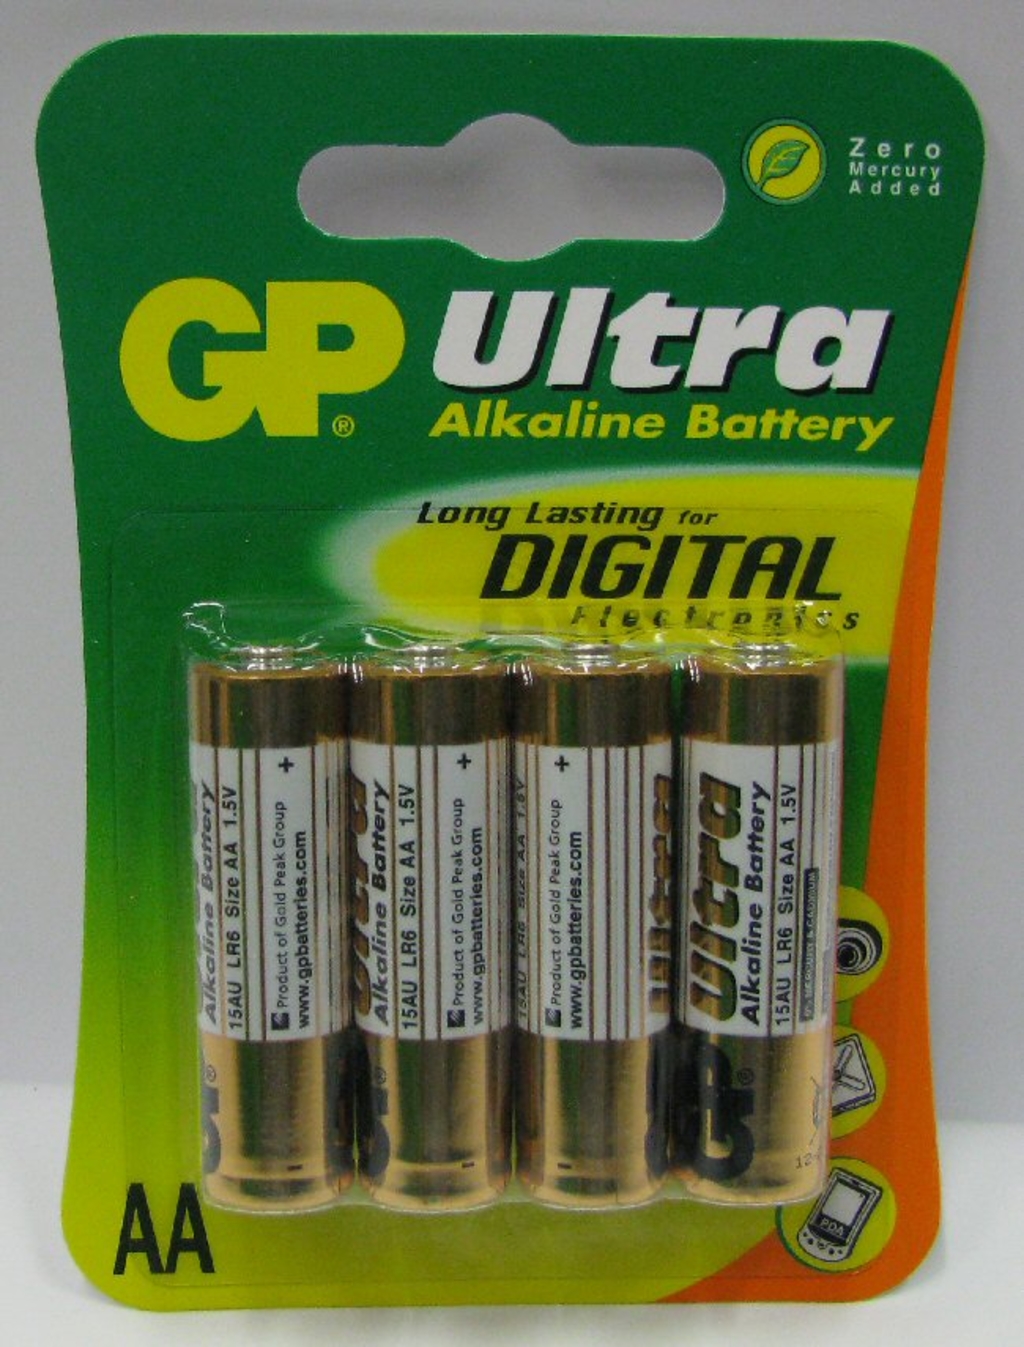 Zero
Mercury
Added
GP® Ultra
Alkaline Battery
Long Lasting for
DIGITAL
Electronics
Alkaline Battery
15AU LR6 Size AA 1.5V
+
Product of Gold Peak Group
www.gpbatteries.com
-
Ultra
Alkaline Battery
15AU LR6 Size AA 1.5V
+
Product of Gold Peak Group
www.gpbatteries.com
-
15AU LR6 Size AA 1.5V
+
Product of Gold Peak Group
www.gpbatteries.com
-
Ultra
GP® Ultra
Alkaline Battery
15AU LR6 Size AA 1.5V
AA
PDA